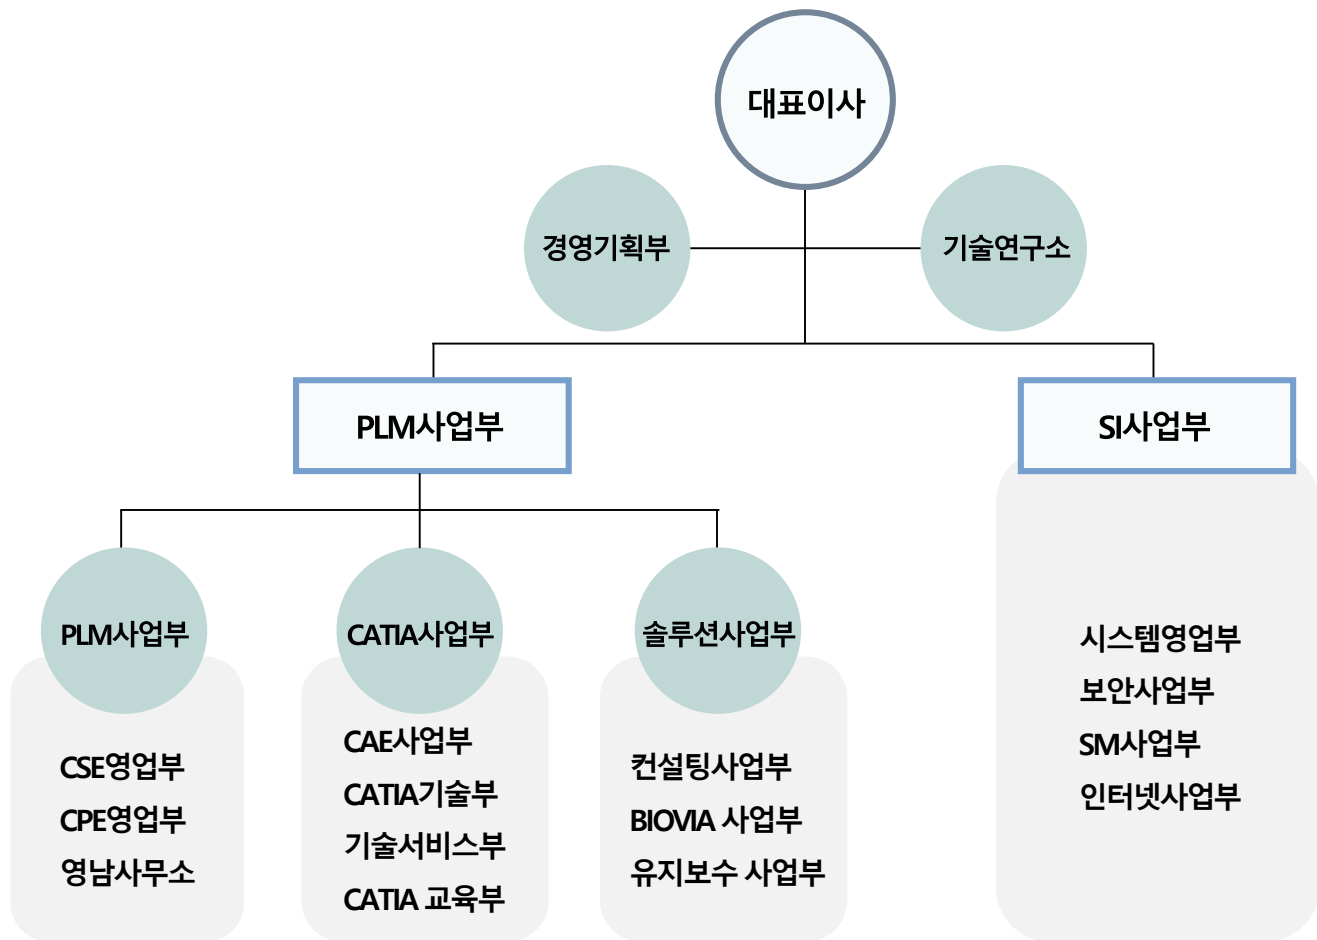 대표이사
경영기획부
기술연구소
PLM사업부
SI사업부
PLM사업부
CSE영업부
CPE영업부
영남사무소
CATIA사업부
CAE사업부
CATIA기술부
기술서비스부
CATIA 교육부
솔루션사업부
컨설팅사업부
BIOVIA 사업부
유지보수 사업부
시스템영업부
보안사업부
SM사업부
인터넷사업부